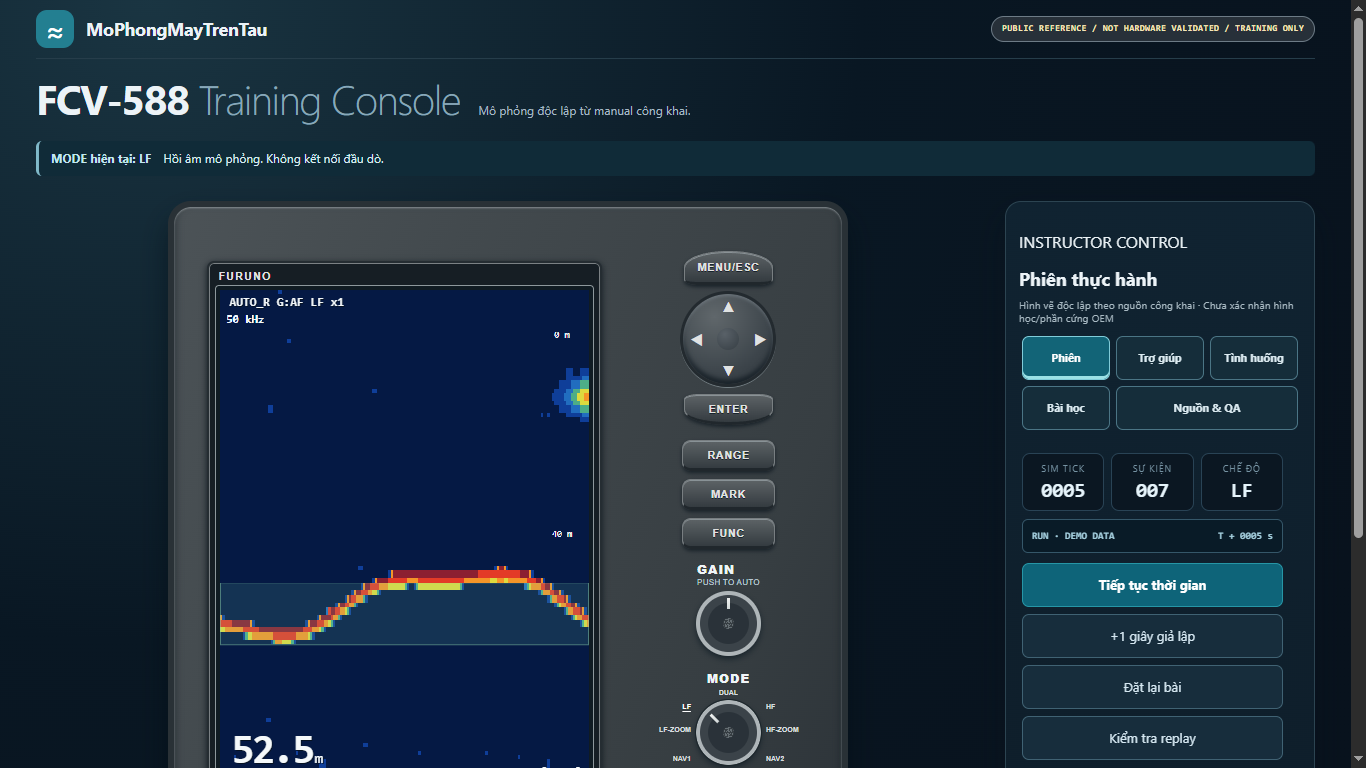 ≈
MoPhongMayTrenTau
PUBLIC REFERENCE / NOT HARDWARE VALIDATED / TRAINING ONLY
FCV-588 Training Console
Mô phỏng độc lập từ manual công khai.
MODE hiện tại: LF Hồi âm mô phỏng. Không kết nối đầu dò.
FURUNO
AUTO_R G:AF LF x1
50 kHz
0 m
40 m
52.5m
MENU/ESC
ENTER
RANGE
MARK
FUNC
GAIN
PUSH TO AUTO
MODE
DUAL
LF
HF
LF-ZOOM
HF-ZOOM
NAV1
NAV2
INSTRUCTOR CONTROL
Phiên thực hành
Hình vẽ độc lập theo nguồn công khai · Chưa xác nhận hình
học/phần cứng OEM
Phiên
Trợ giúp
Tình huống
Bài học
Nguồn & QA
SIM TICK
0005
SỰ KIỆN
007
CHẾ ĐỘ
LF
RUN · DEMO DATA
T + 0005 s
Tiếp tục thời gian
+1 giây giả lập
Đặt lại bài
Kiểm tra replay